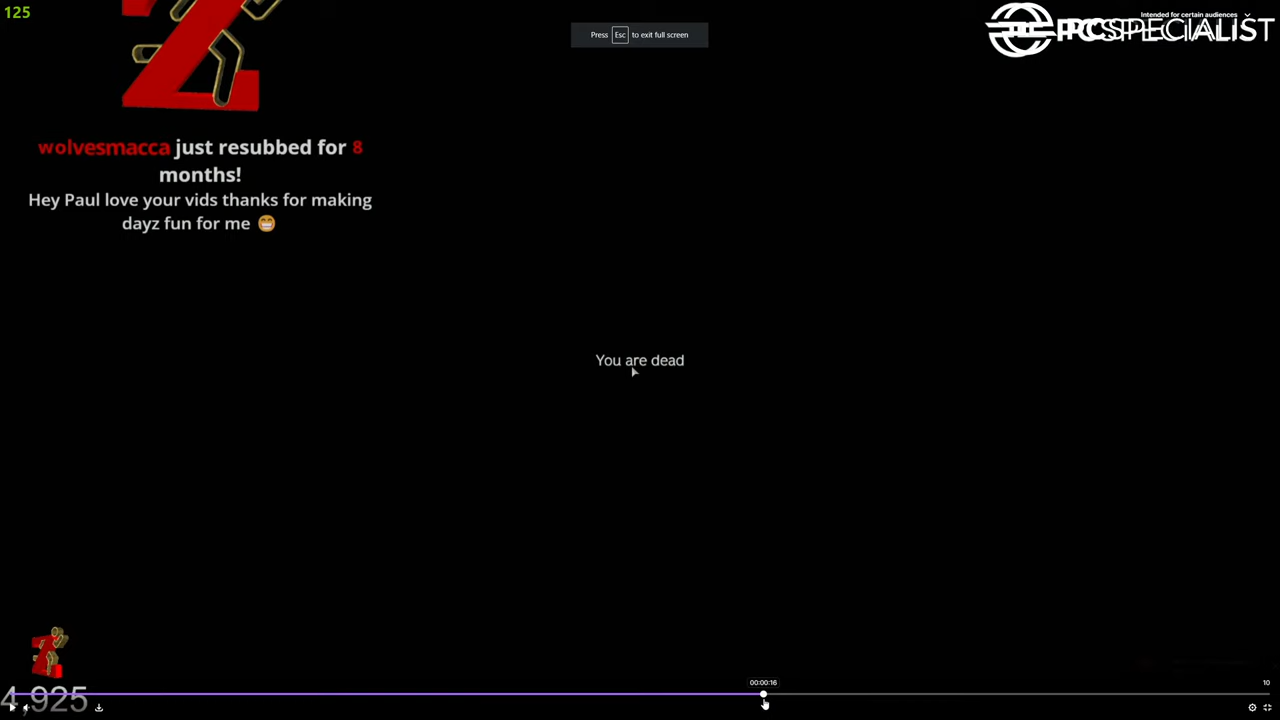 125
Intended for certain audiences
Press Esc to exit full screen
PCSPECIALIST
wolvesmacca just resubbed for 8
months!
Hey Paul love your vids thanks for making
dayz fun for me 😁
You are dead
00:00:16
10
4,925